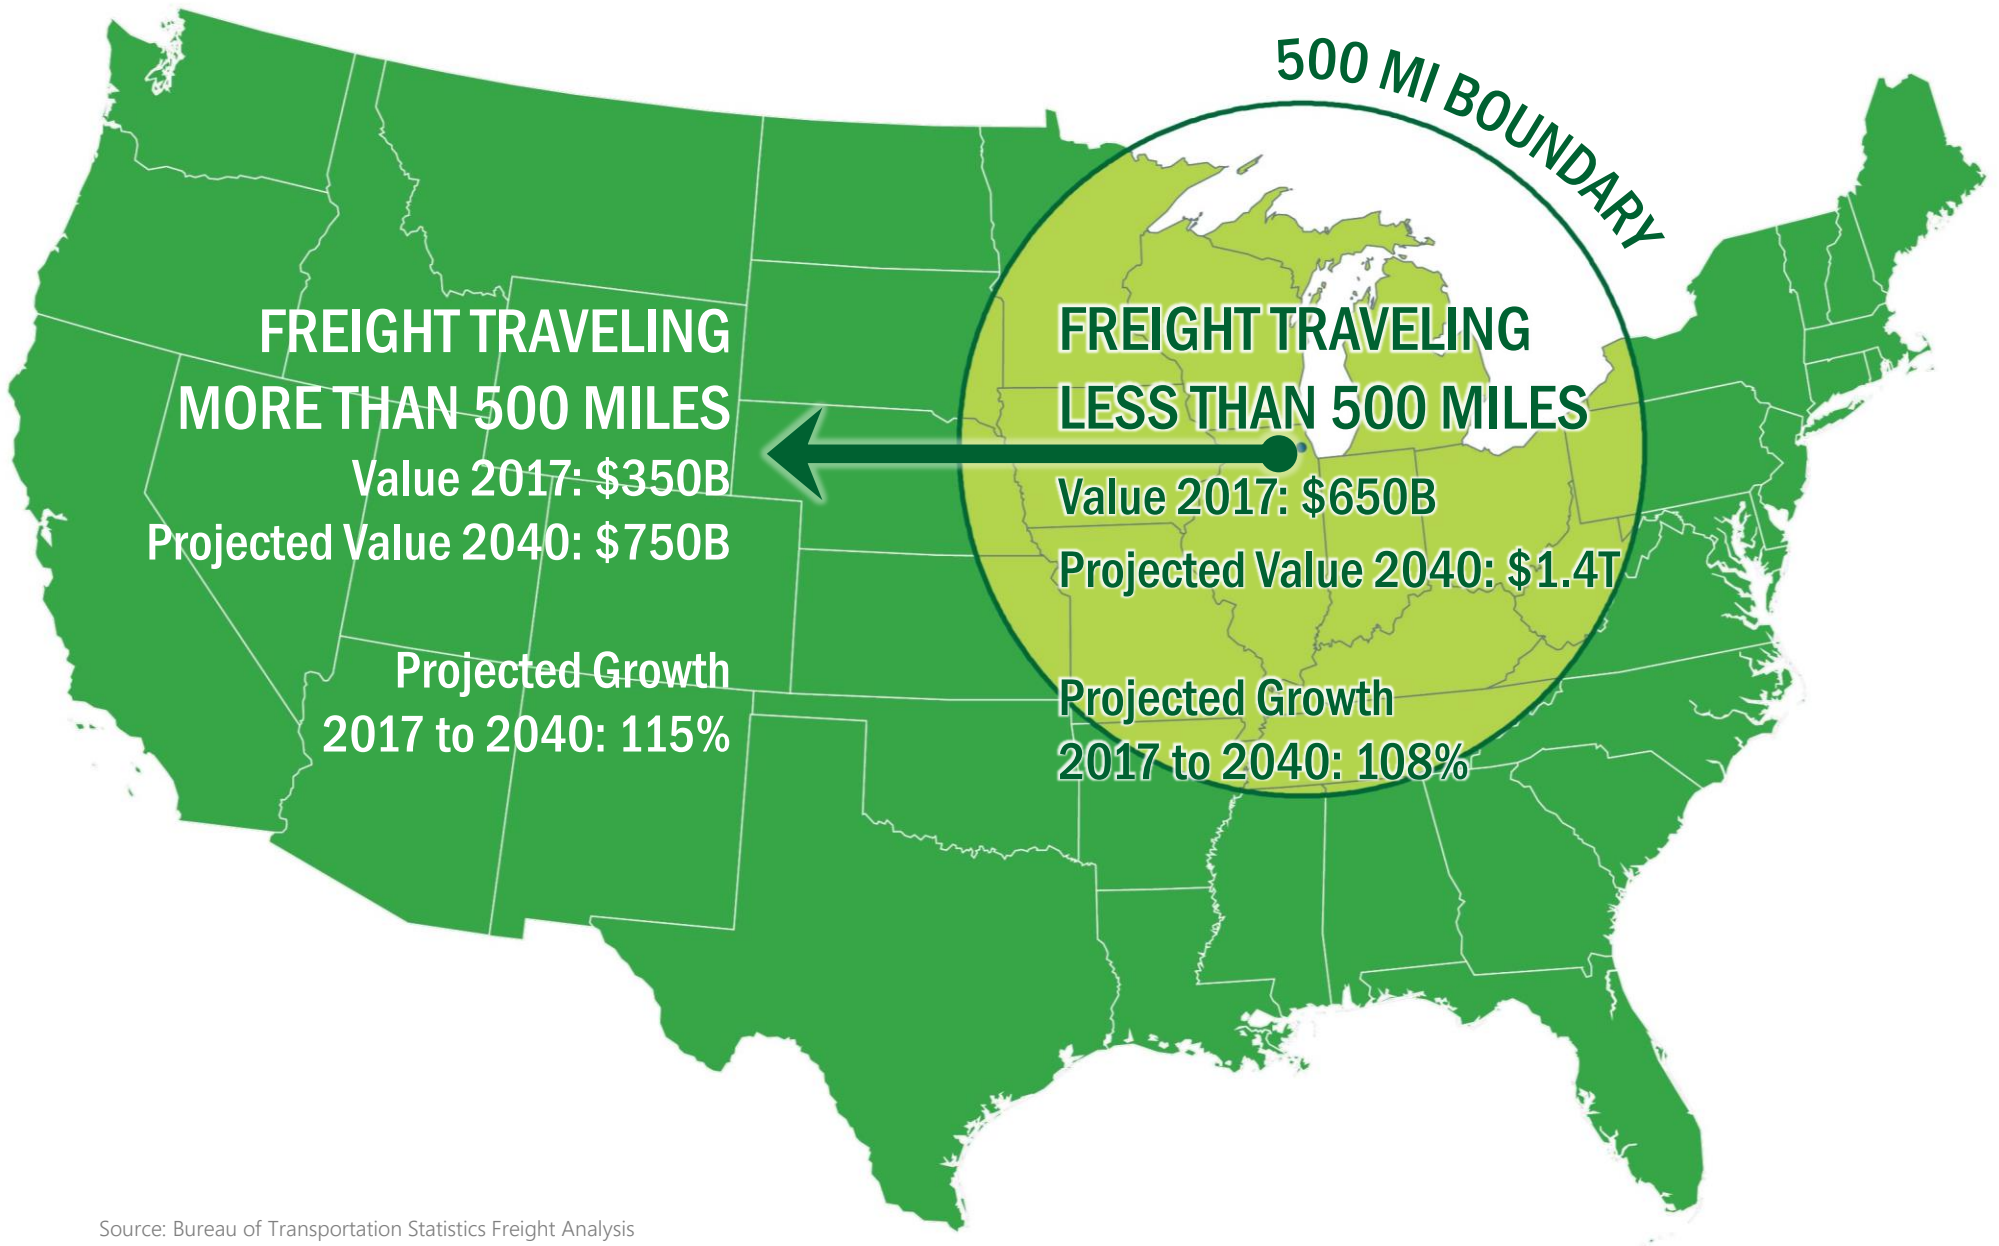 500 MI BOUNDARY
FREIGHT TRAVELING
MORE THAN 500 MILES
Value 2017: $350B
Projected Value 2040: $750B
Projected Growth
2017 to 2040: 115%
FREIGHT TRAVELING
LESS THAN 500 MILES
Value 2017: $650B
Projected Value 2040: $1.4T
Projected Growth
2017 to 2040: 108%
Source: Bureau of Transportation Statistics Freight Analysis